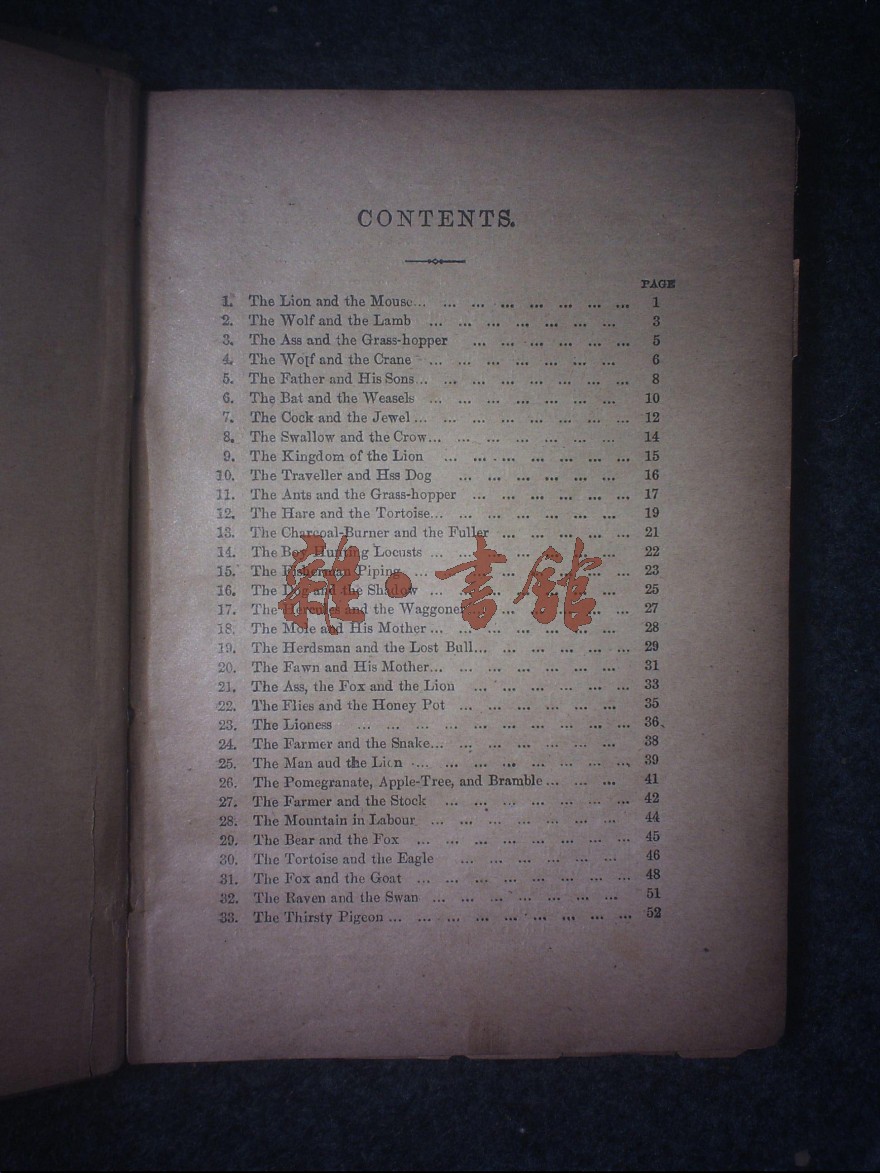 CONTENTS.
PAGE
1. The Lion and the Mouse... ... ... ... ... ... ... ... 1
2. The Wolf and the Lamb ... ... ... ... ... ... ... 3
3. The Ass and the Grass-hopper ... ... ... ... ... ... 5
4. The Wolf and the Crane ... ... ... ... ... ... ... 6
5. The Father and His Sons... ... ... ... ... ... ... ... 8
6. The Bat and the Weasels ... ... ... ... ... ... ... 10
7. The Cock and the Jewel ... ... ... ... ... ... ... ... 12
8. The Swallow and the Crow... ... ... ... ... ... ... 14
9. The Kingdom of the Lion ... ... ... ... ... ... ... 15
10. The Traveller and Hss Dog ... ... ... ... ... ... 16
11. The Ants and the Grass-hopper ... ... ... ... ... ... 17
12. The Hare and the Tortoise... ... ... ... ... ... ... 19
13. The Charcoal-Burner and the Fuller ... ... ... ... ... 21
14. The Boy Hunting Locusts ... ... ... ... ... ... ... 22
15. The Fisherman Piping ... ... ... ... ... ... ... ... 23
16. The Dog and the Shadow ... ... ... ... ... ... ... 25
17. The Hercules and the Waggoner ... ... ... ... ... ... 27
18. The Mole and His Mother ... ... ... ... ... ... ... 28
19. The Herdsman and the Lost Bull... ... ... ... ... ... 29
20. The Fawn and His Mother... ... ... ... ... ... ... 31
21. The Ass, the Fox and the Lion ... ... ... ... ... ... 33
22. The Flies and the Honey Pot ... ... ... ... ... ... 35
23. The Lioness ... ... ... ... ... ... ... ... ... ... 36
24. The Farmer and the Snake... ... ... ... ... ... ... 38
25. The Man aud the Lion ... ... ... ... ... ... ... ... 39
26. The Pomegranate, Apple-Tree, and Bramble ... ... ... 41
27. The Farmer and the Stock ... ... ... ... ... ... ... 42
28. The Mountain in Labour ... ... ... ... ... ... ... 44
29. The Bear and the Fox ... ... ... ... ... ... ... ... 45
30. The Tortoise and the Eagle ... ... ... ... ... ... 46
31. The Fox and the Goat ... ... ... ... ... ... ... ... 48
32. The Raven and the Swan ... ... ... ... ... ... ... 51
33. The Thirsty Pigeon ... ... ... ... ... ... ... ... ... 52
雜·書館